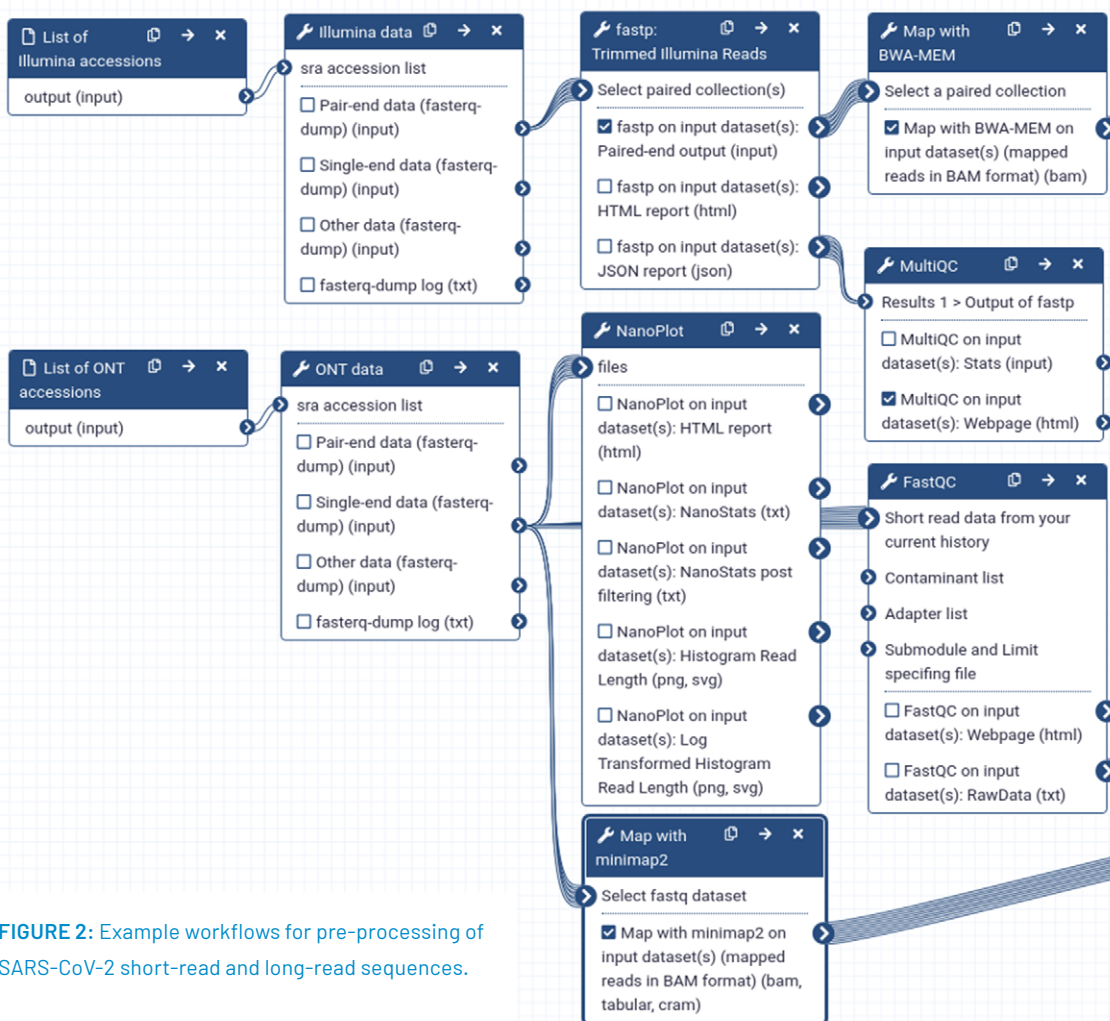 List of
Illumina accessions
output (input)
Illumina data
sra accession list
Pair-end data (fasterq-
dump) (input)
Single-end data (fasterq-
dump) (input)
Other data (fasterq-
dump) (input)
fasterq-dump log (txt)
fastp:
Trimmed Illumina Reads
Select paired collection(s)
fastp on input dataset(s):
Paired-end output (input)
fastp on input dataset(s):
HTML report (html)
fastp on input dataset(s):
JSON report (json)
Map with
BWA-MEM
Select a paired collection
Map with BWA-MEM on
input dataset(s) (mapped
reads in BAM format) (bam)
MultiQC
Results 1 > Output of fastp
MultiQC on input
dataset(s): Stats (input)
MultiQC on input
dataset(s): Webpage (html)
List of ONT
accessions
output (input)
ONT data
sra accession list
Pair-end data (fasterq-
dump) (input)
Single-end data (fasterq-
dump) (input)
Other data (fasterq-
dump) (input)
fasterq-dump log (txt)
NanoPlot
files
NanoPlot on input
dataset(s): HTML report
(html)
NanoPlot on input
dataset(s): NanoStats (txt)
NanoPlot on input
dataset(s): NanoStats post
filtering (txt)
NanoPlot on input
dataset(s): Histogram Read
Length (png, svg)
NanoPlot on input
dataset(s): Log
Transformed Histogram
Read Length (png, svg)
FastQC
Short read data from your
current history
Contaminant list
Adapter list
Submodule and Limit
specifing file
FastQC on input
dataset(s): Webpage (html)
FastQC on input
dataset(s): RawData (txt)
Map with
minimap2
Select fastq dataset
Map with minimap2 on
input dataset(s) (mapped
reads in BAM format) (bam,
tabular, cram)
FIGURE 2: Example workflows for pre-processing of
SARS-CoV-2 short-read and long-read sequences.